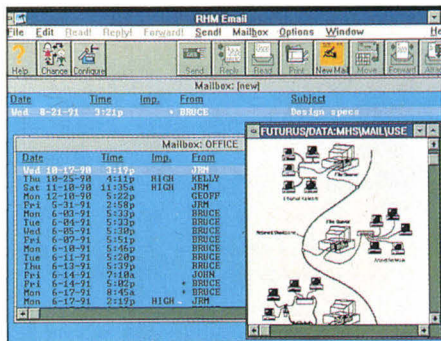 RHM Email
File Edit Read! Reply! Forward! Send! Mailbox Options Window
Help Change Configure Send Reply Read Print New Mail Move Forward
Mailbox: [new]
Date Time Imp. From Subject
Wed 8-21-91 3:21p * BRUCE Design specs
Mailbox: OFFICE
Date Time Imp. From
Wed 10-17-90 3:19p JRM
Thu 10-25-90 4:11p HIGH KELLY
Sat 11-10-90 11:35a HIGH JRM
Mon 12-10-90 5:22p GEOFF
Fri 5-31-91 2:58p JRM
Mon 6-03-91 5:33p BRUCE
Tue 6-04-91 5:33p BRUCE
Wed 6-05-91 5:30p BRUCE
Fri 6-07-91 5:51p BRUCE
Mon 6-10-91 5:46p BRUCE
Tue 6-11-91 5:20p BRUCE
Thu 6-13-91 5:39p BRUCE
Fri 6-14-91 7:10a JOHN
Fri 6-14-91 5:02p * BRUCE
Mon 6-17-91 8:45a * BRUCE
Mon 6-17-91 2:19p HIGH JRM
FUTURUS/DATA:MHS\MAIL\USE
File Server
File Server